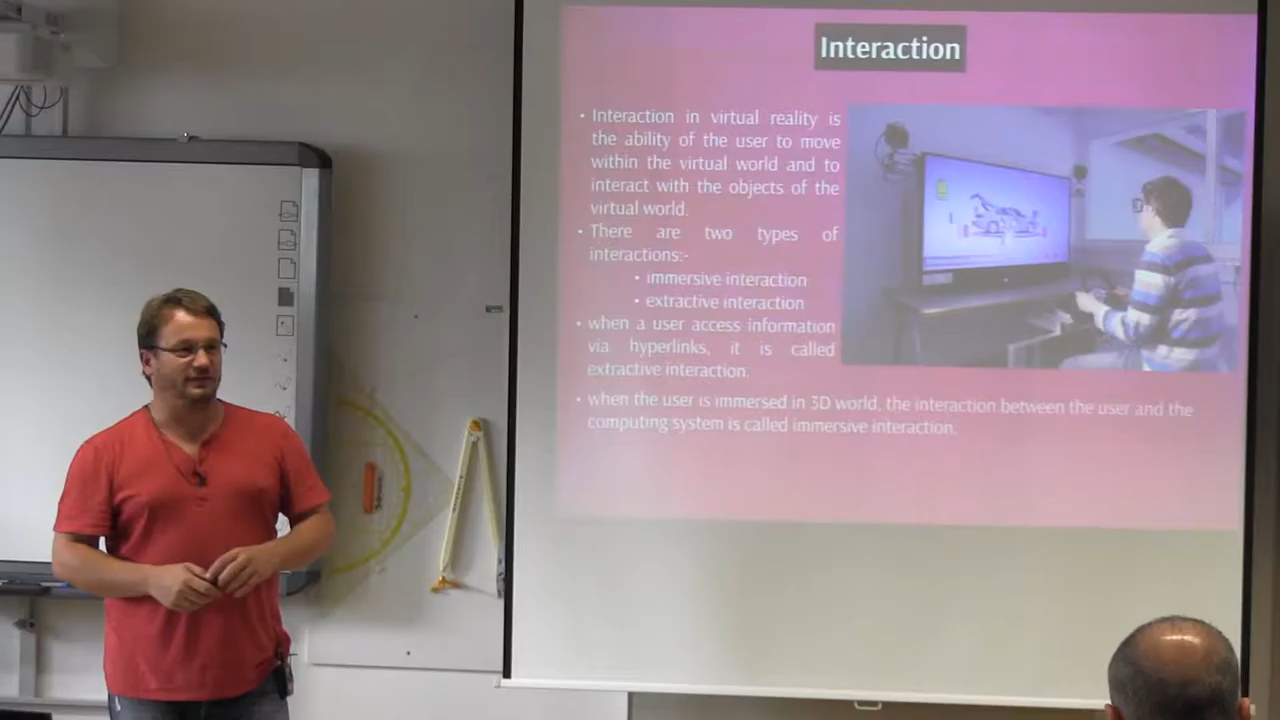 Interaction
• Interaction in virtual reality is
the ability of the user to move
within the virtual world and to
interact with the objects of the
virtual world.
• There are two types of
interactions:-
• immersive interaction
• extractive interaction
• when a user access information
via hyperlinks, it is called
extractive interaction.
• when the user is immersed in 3D world, the interaction between the user and the
computing system is called immersive interaction.